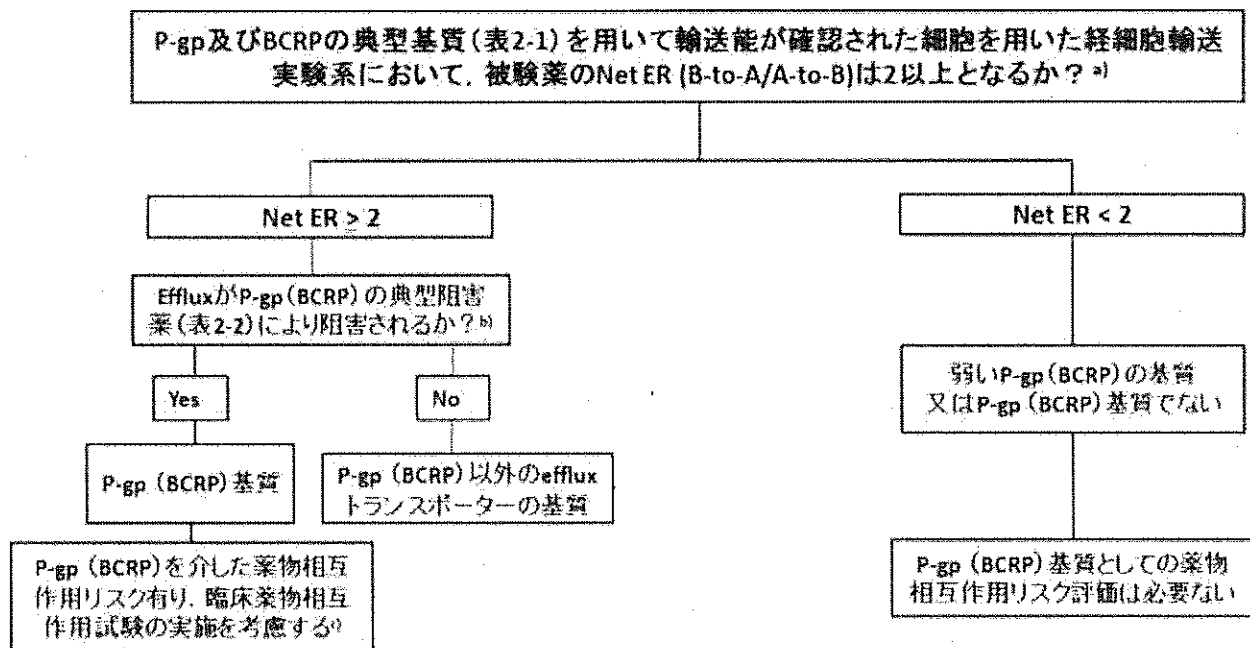 P-gp及びBCRPの典型基質(表2-1)を用いて輸送能が確認された細胞を用いた経細胞輸送
実験系において，被験薬のNet ER (B-to-A/A-to-B)は2以上となるか？ a)
Net ER ≥ 2
Net ER < 2
EffluxがP-gp(BCRP)の典型阻害
薬(表2-2)により阻害されるか？b)
Yes
No
弱いP-gp(BCRP)の基質
又はP-gp(BCRP)基質でない
P-gp (BCRP)基質
P-gp (BCRP)以外のefflux
トランスポーターの基質
P-gp (BCRP)を介した薬物相互
作用リスク有り，臨床薬物相互
作用試験の実施を考慮するc)
P-gp (BCRP)基質としての薬物
相互作用リスク評価は必要ない